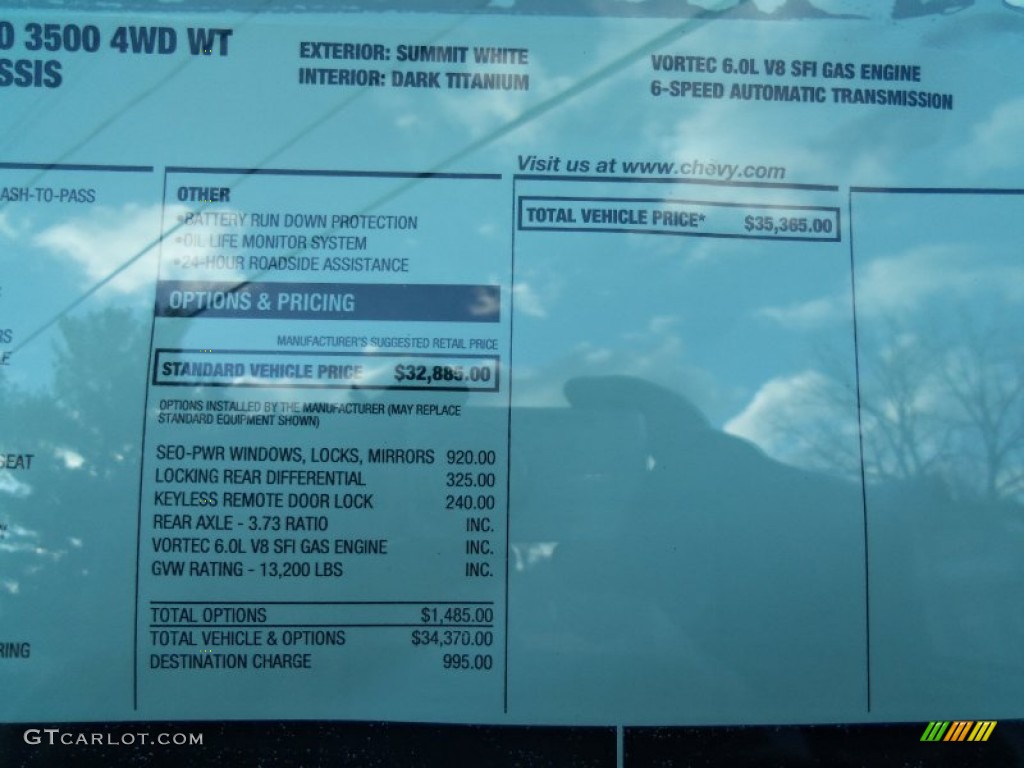 0 3500 4WD WT
SSIS
EXTERIOR: SUMMIT WHITE
INTERIOR: DARK TITANIUM
VORTEC 6.0L V8 SFI GAS ENGINE
6-SPEED AUTOMATIC TRANSMISSION
ASH-TO-PASS
RS
E
SEAT
RING
OTHER
•BATTERY RUN DOWN PROTECTION
•OIL LIFE MONITOR SYSTEM
•24-HOUR ROADSIDE ASSISTANCE
OPTIONS & PRICING
MANUFACTURER'S SUGGESTED RETAIL PRICE
STANDARD VEHICLE PRICE $32,885.00
OPTIONS INSTALLED BY THE MANUFACTURER (MAY REPLACE
STANDARD EQUIPMENT SHOWN)
SEO-PWR WINDOWS, LOCKS, MIRRORS 920.00
LOCKING REAR DIFFERENTIAL 325.00
KEYLESS REMOTE DOOR LOCK 240.00
REAR AXLE - 3.73 RATIO INC.
VORTEC 6.0L V8 SFI GAS ENGINE INC.
GVW RATING - 13,200 LBS INC.
TOTAL OPTIONS $1,485.00
TOTAL VEHICLE & OPTIONS $34,370.00
DESTINATION CHARGE 995.00
Visit us at www.chevy.com
TOTAL VEHICLE PRICE* $35,365.00
GTCARLOT.COM